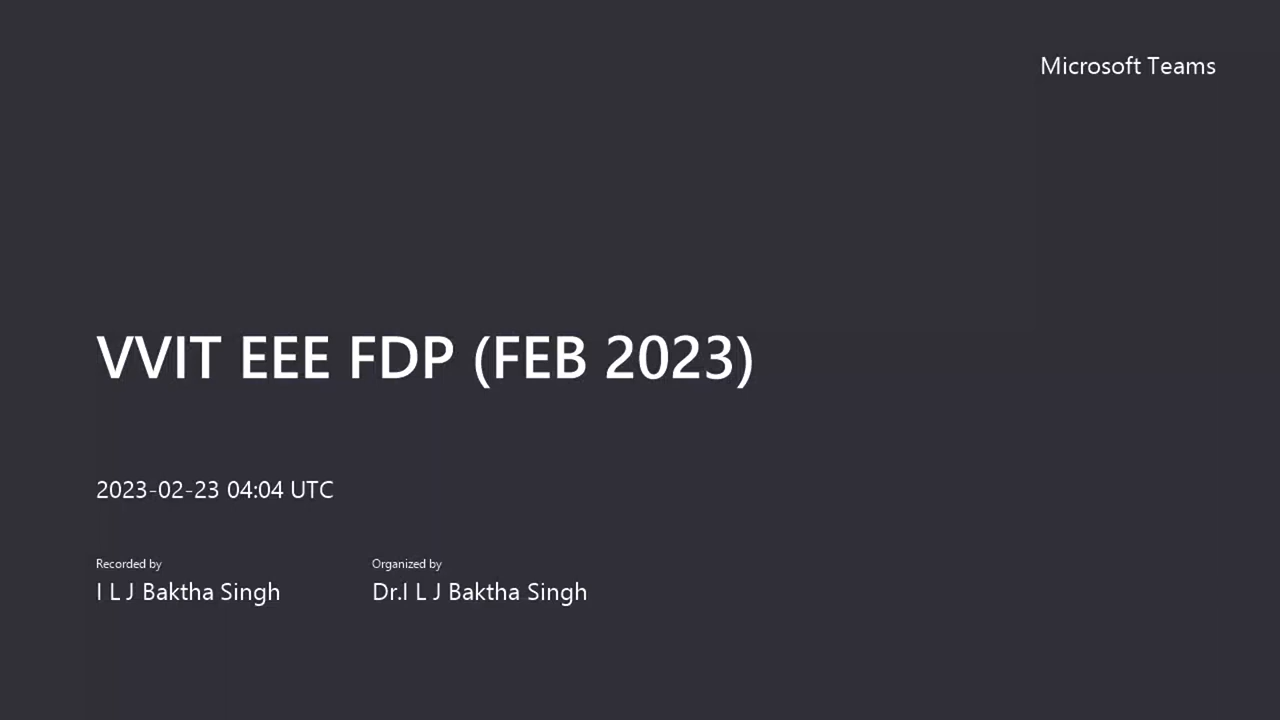 Microsoft Teams
VVIT EEE FDP (FEB 2023)
2023-02-23 04:04 UTC
Recorded by
I L J Baktha Singh
Organized by
Dr.I L J Baktha Singh